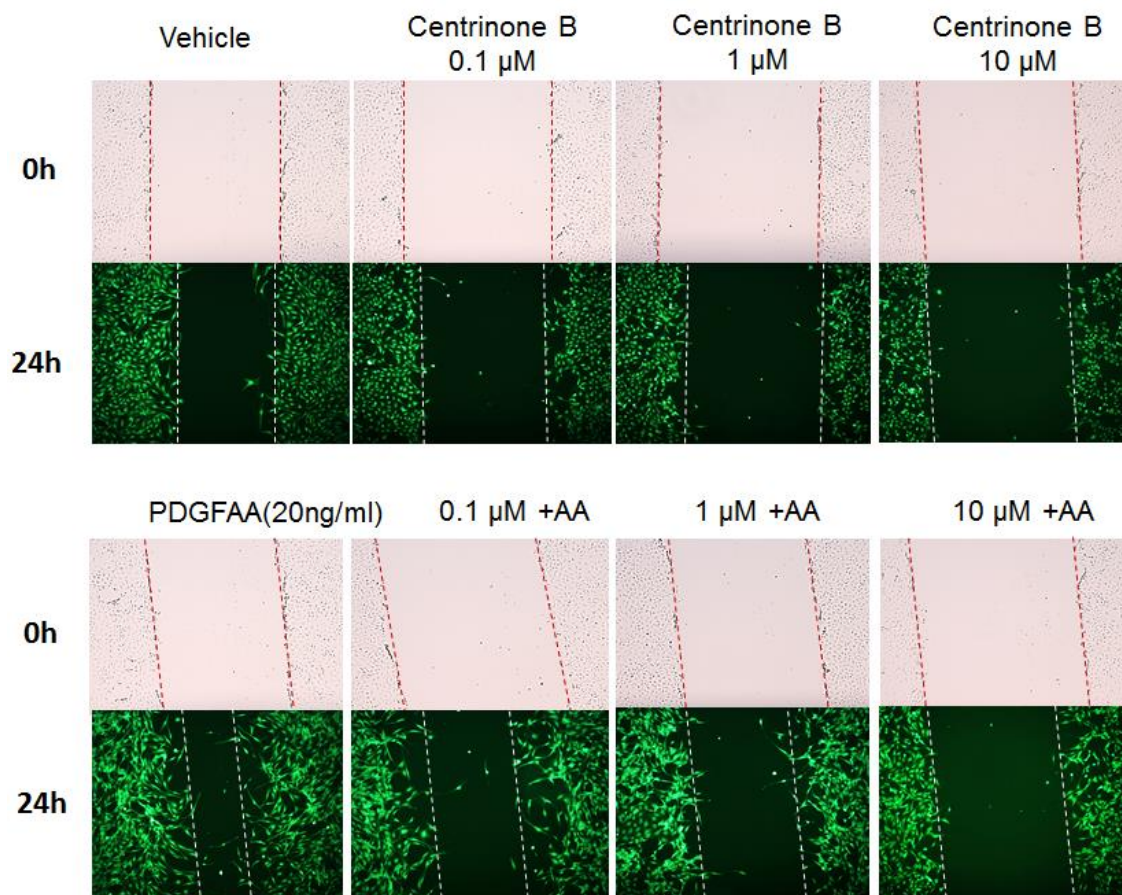 Vehicle
Centrinone B
0.1 µM
Centrinone B
1 µM
Centrinone B
10 µM
0h
24h
PDGFAA(20ng/ml)
0.1 µM +AA
1 µM +AA
10 µM +AA
0h
24h